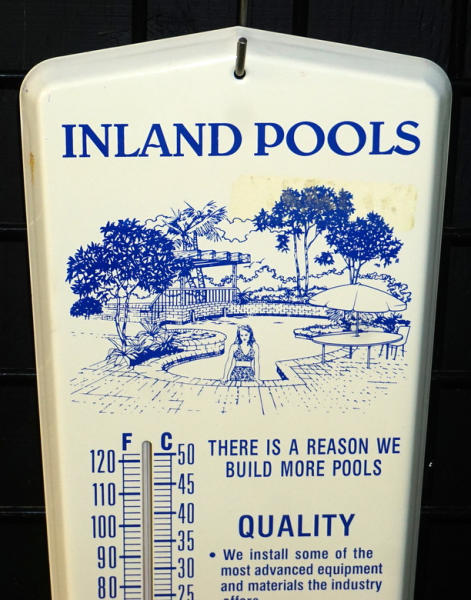 INLAND POOLS
F C
120 50
110 45
100 40
90 35
80 30
25
THERE IS A REASON WE
BUILD MORE POOLS
QUALITY
• We install some of the
most advanced equipment
and materials the industry
offers